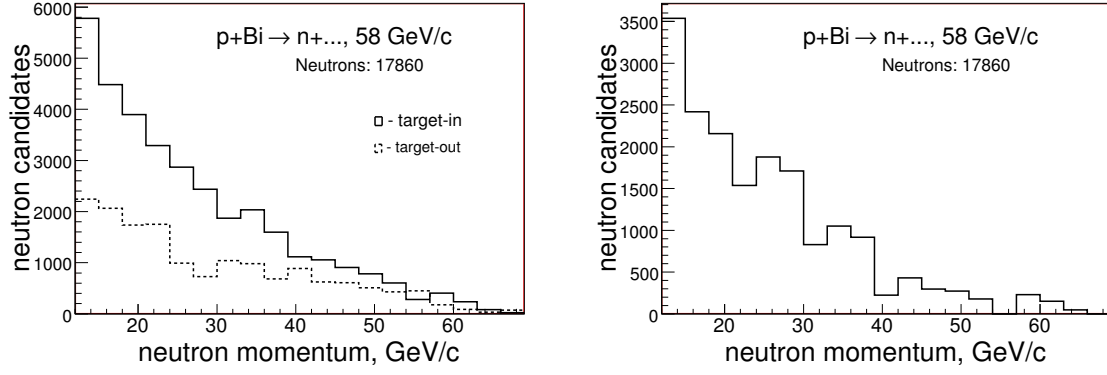 neutron candidates
6000
5000
4000
3000
2000
1000
0
p+Bi → n+..., 58 GeV/c
Neutrons: 17860
- target-in
- target-out
20 30 40 50 60
neutron momentum, GeV/c
neutron candidates
3500
3000
2500
2000
1500
1000
500
0
p+Bi → n+..., 58 GeV/c
Neutrons: 17860
20 30 40 50 60
neutron momentum, GeV/c